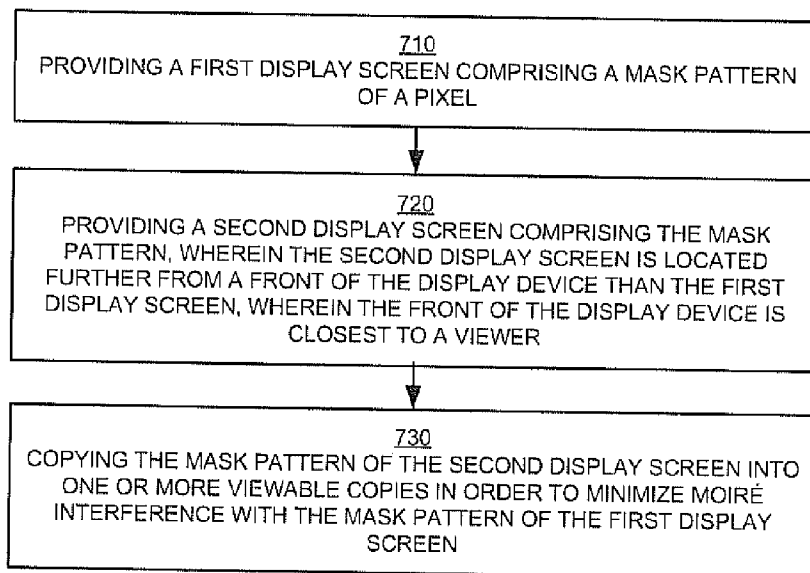 710
PROVIDING A FIRST DISPLAY SCREEN COMPRISING A MASK PATTERN
OF A PIXEL
720
PROVIDING A SECOND DISPLAY SCREEN COMPRISING THE MASK
PATTERN, WHEREIN THE SECOND DISPLAY SCREEN IS LOCATED
FURTHER FROM A FRONT OF THE DISPLAY DEVICE THAN THE FIRST
DISPLAY SCREEN, WHEREIN THE FRONT OF THE DISPLAY DEVICE IS
CLOSEST TO A VIEWER
730
COPYING THE MASK PATTERN OF THE SECOND DISPLAY SCREEN INTO
ONE OR MORE VIEWABLE COPIES IN ORDER TO MINIMIZE MOIRÉ
INTERFERENCE WITH THE MASK PATTERN OF THE FIRST DISPLAY
SCREEN